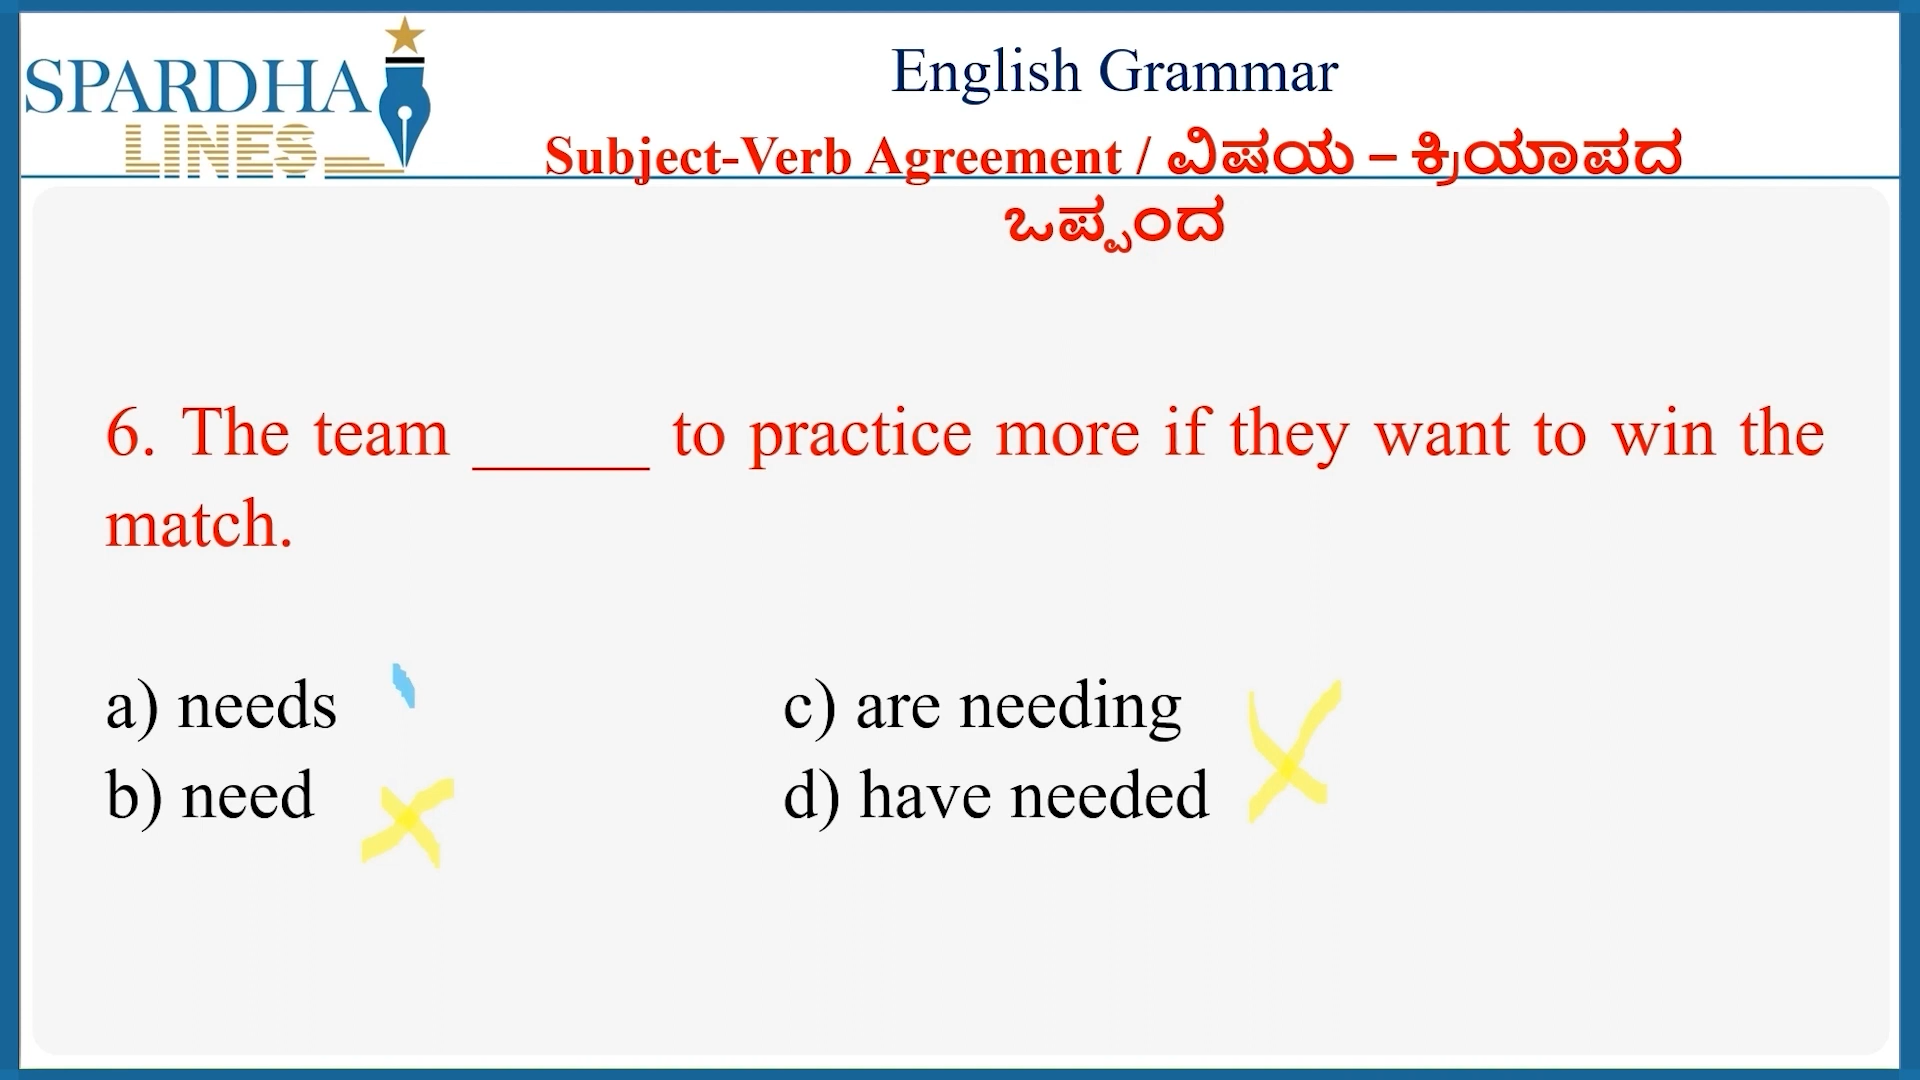 SPARDHA
LINES
English Grammar
Subject-Verb Agreement / ವಿಷಯ – ಕ್ರಿಯಾಪದ
ಒಪ್ಪಂದ
6. The team _____ to practice more if they want to win the
match.
a) needs
b) need
c) are needing
d) have needed